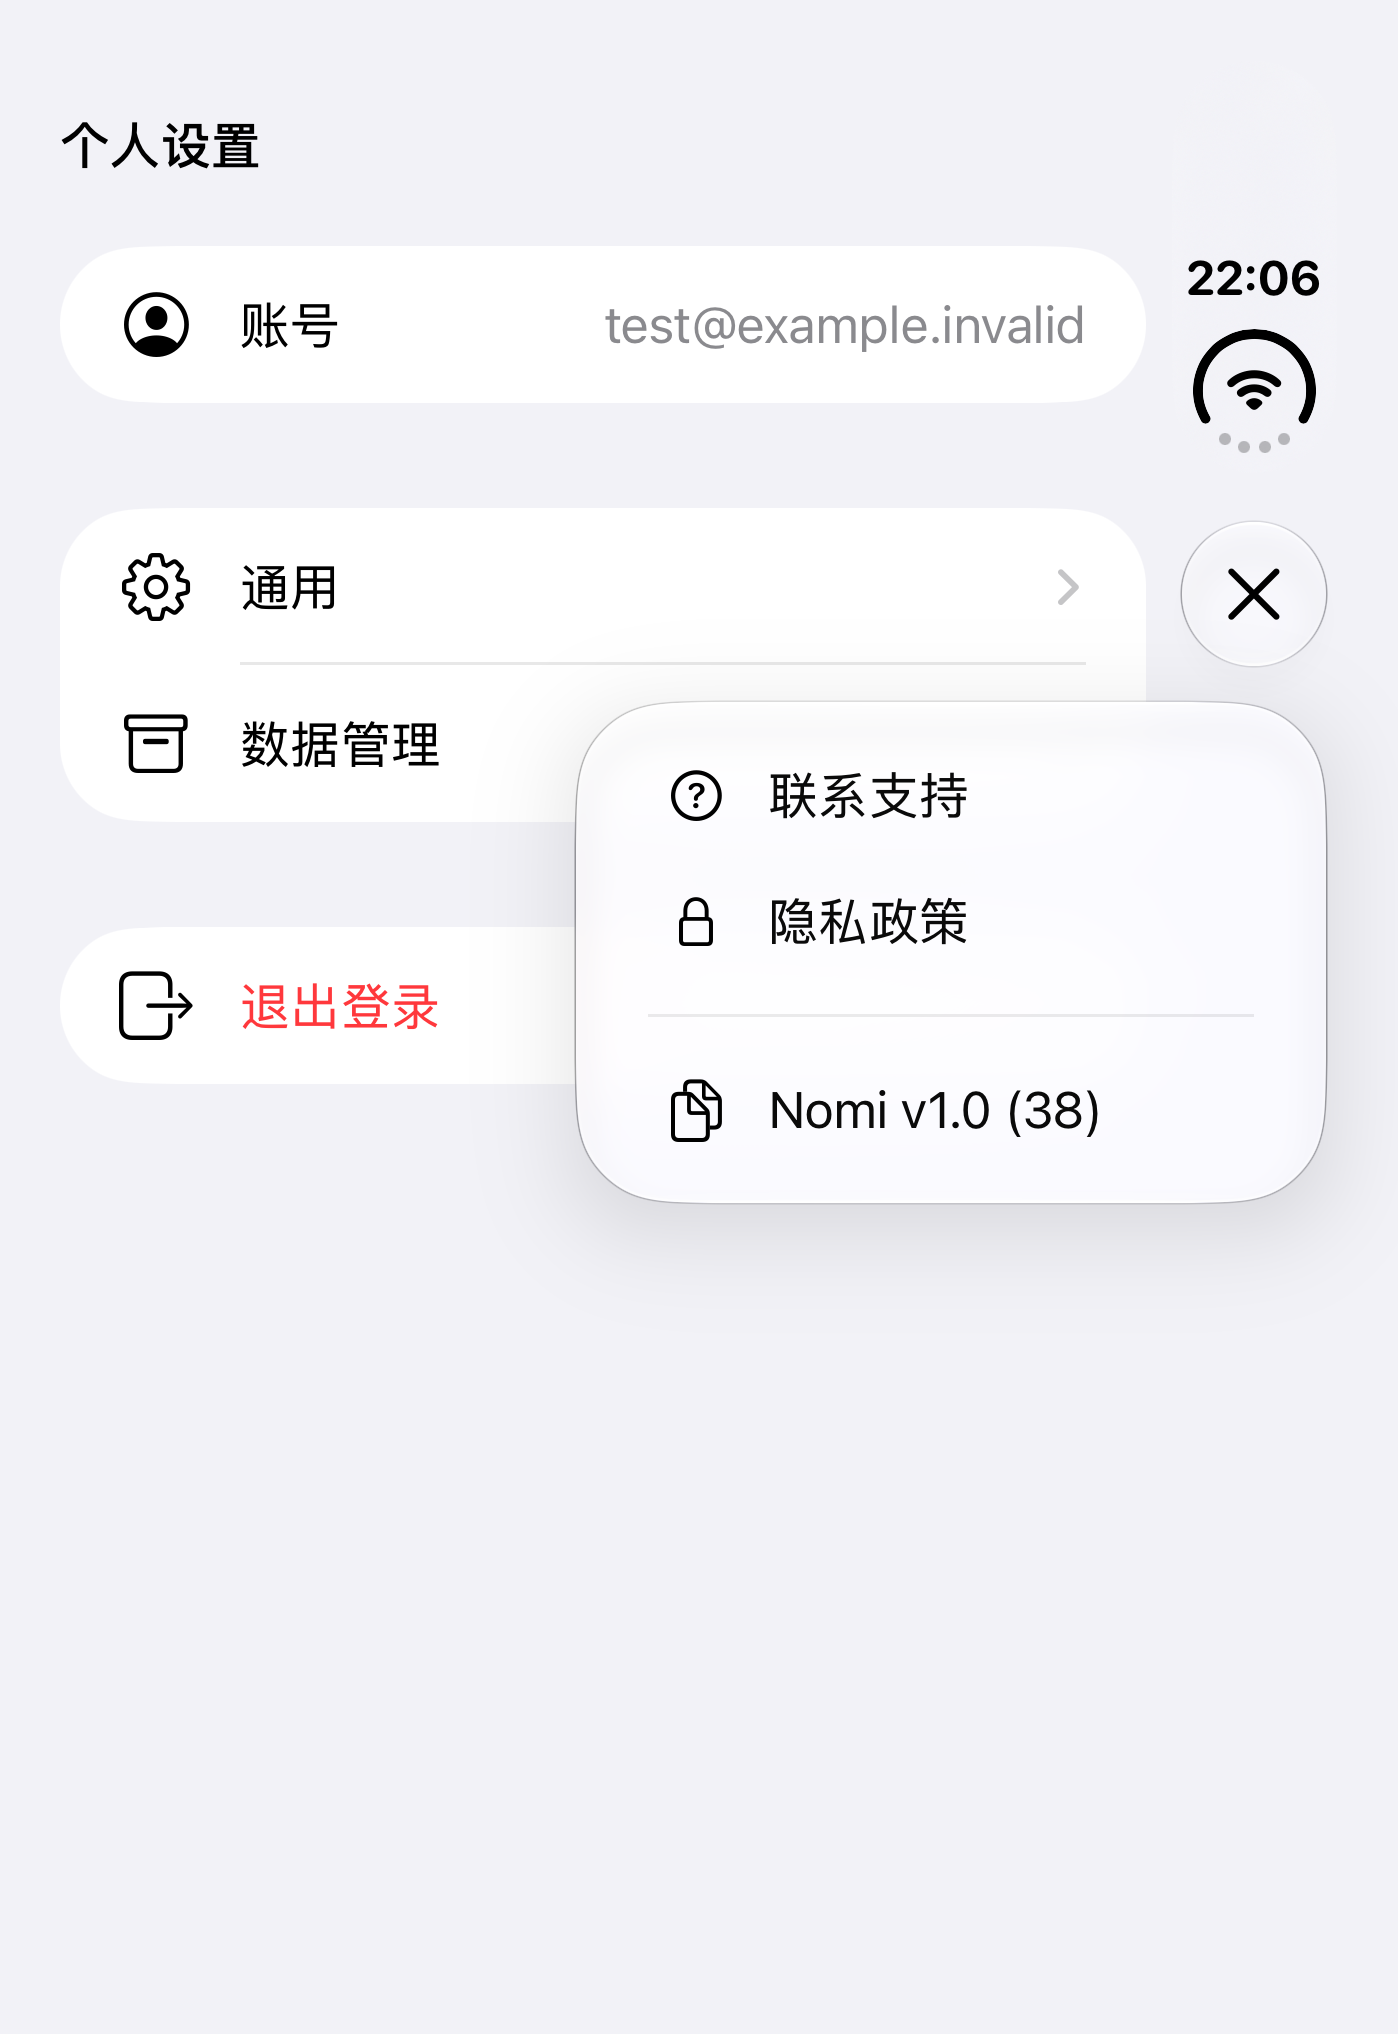 个人设置
账号 test@example.invalid
22:06
通用
数据管理
退出登录
联系支持
隐私政策
Nomi v1.0 (38)